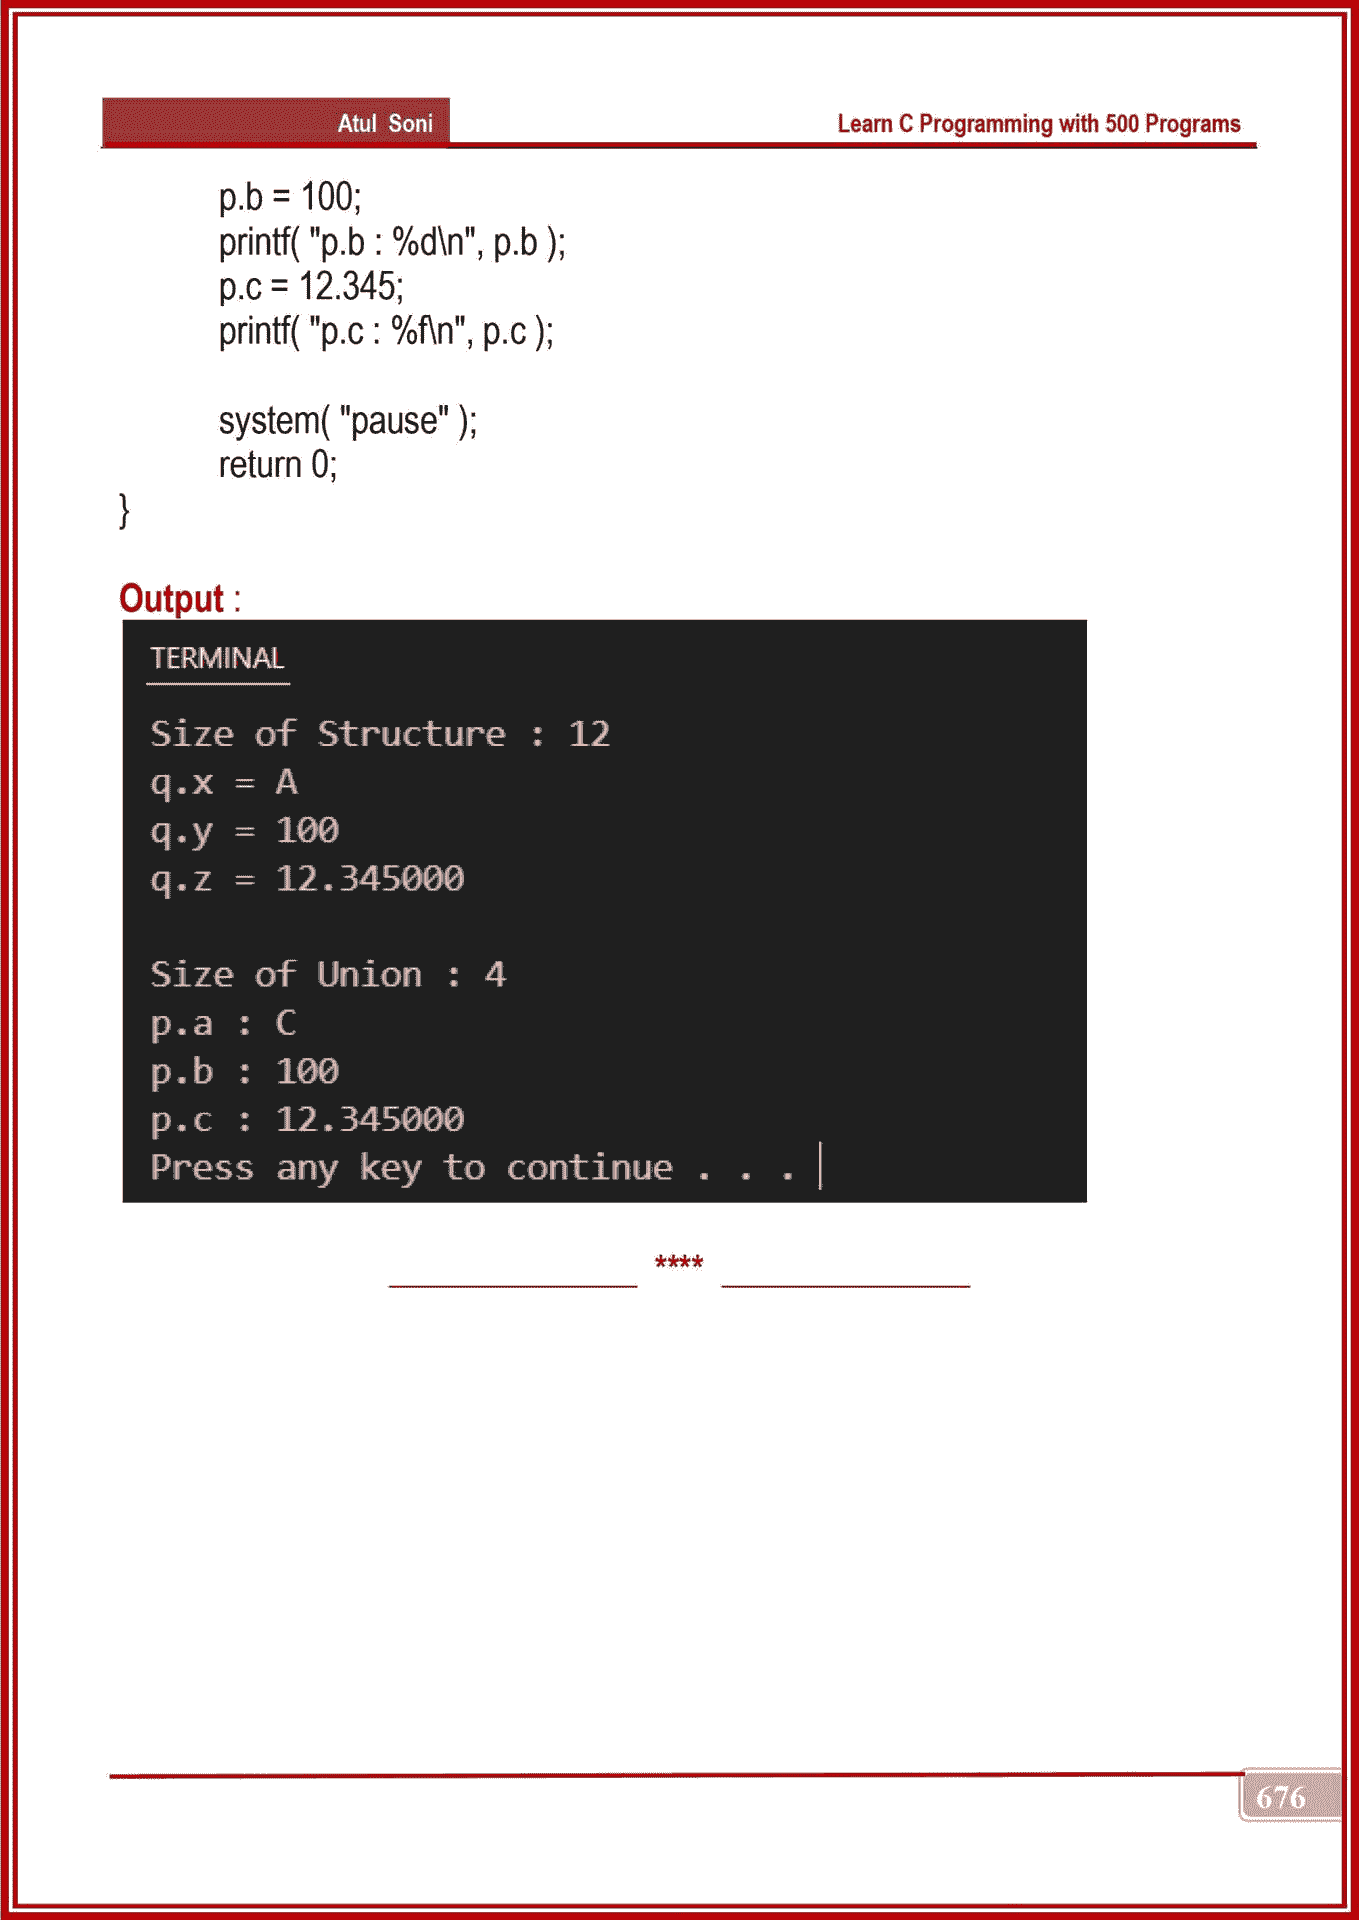 Atul Soni
Learn C Programming with 500 Programs
p.b = 100;
printf( "p.b : %d\n", p.b );
p.c = 12.345;
printf( "p.c : %f\n", p.c );
system( "pause" );
return 0;
}
Output :
TERMINAL
Size of Structure : 12
q.x = A
q.y = 100
q.z = 12.345000
Size of Union : 4
p.a : C
p.b : 100
p.c : 12.345000
Press any key to continue . . .
****
676